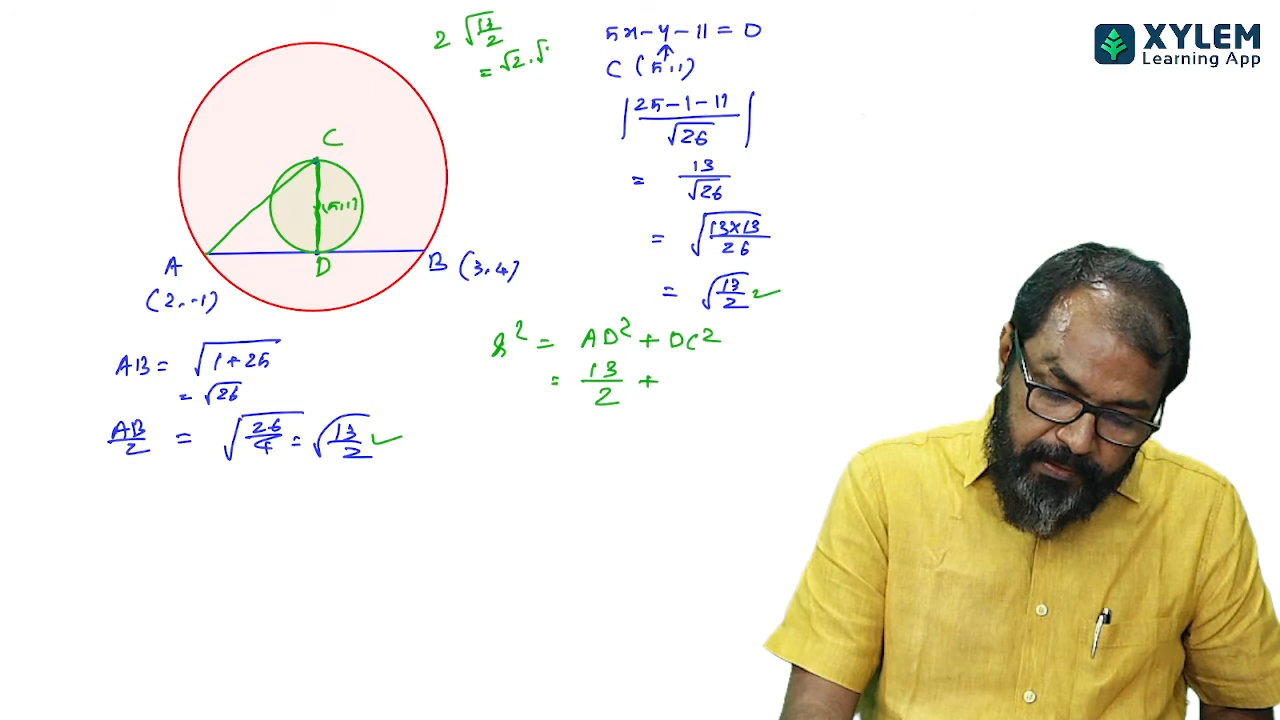 XYLEM
Learning App
2 √(13/2)
= √2 . √
5x - y - 11 = 0
C (5, 1)
|(25 - 1 - 11)/√26|
= 13/√26
= √((13×13)/26)
= √(13/2) ✓
C
(5,1)
A
D
B (3, 4)
(2, -1)
AB = √(1 + 25)
= √26
AB/2 = √(26/4) = √(13/2) ✓
r² = AD² + DC²
= 13/2 +